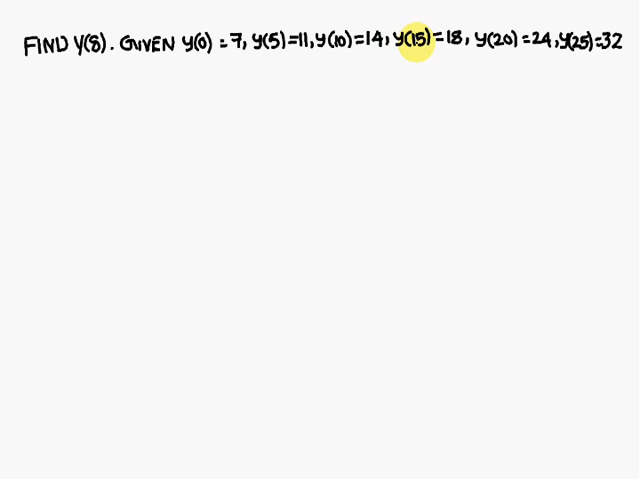 FIND Y(8). GIVEN y(0) = 7, y(5)=11, y(10)=14, y(15)=18, y(20)=24, y(25)=32